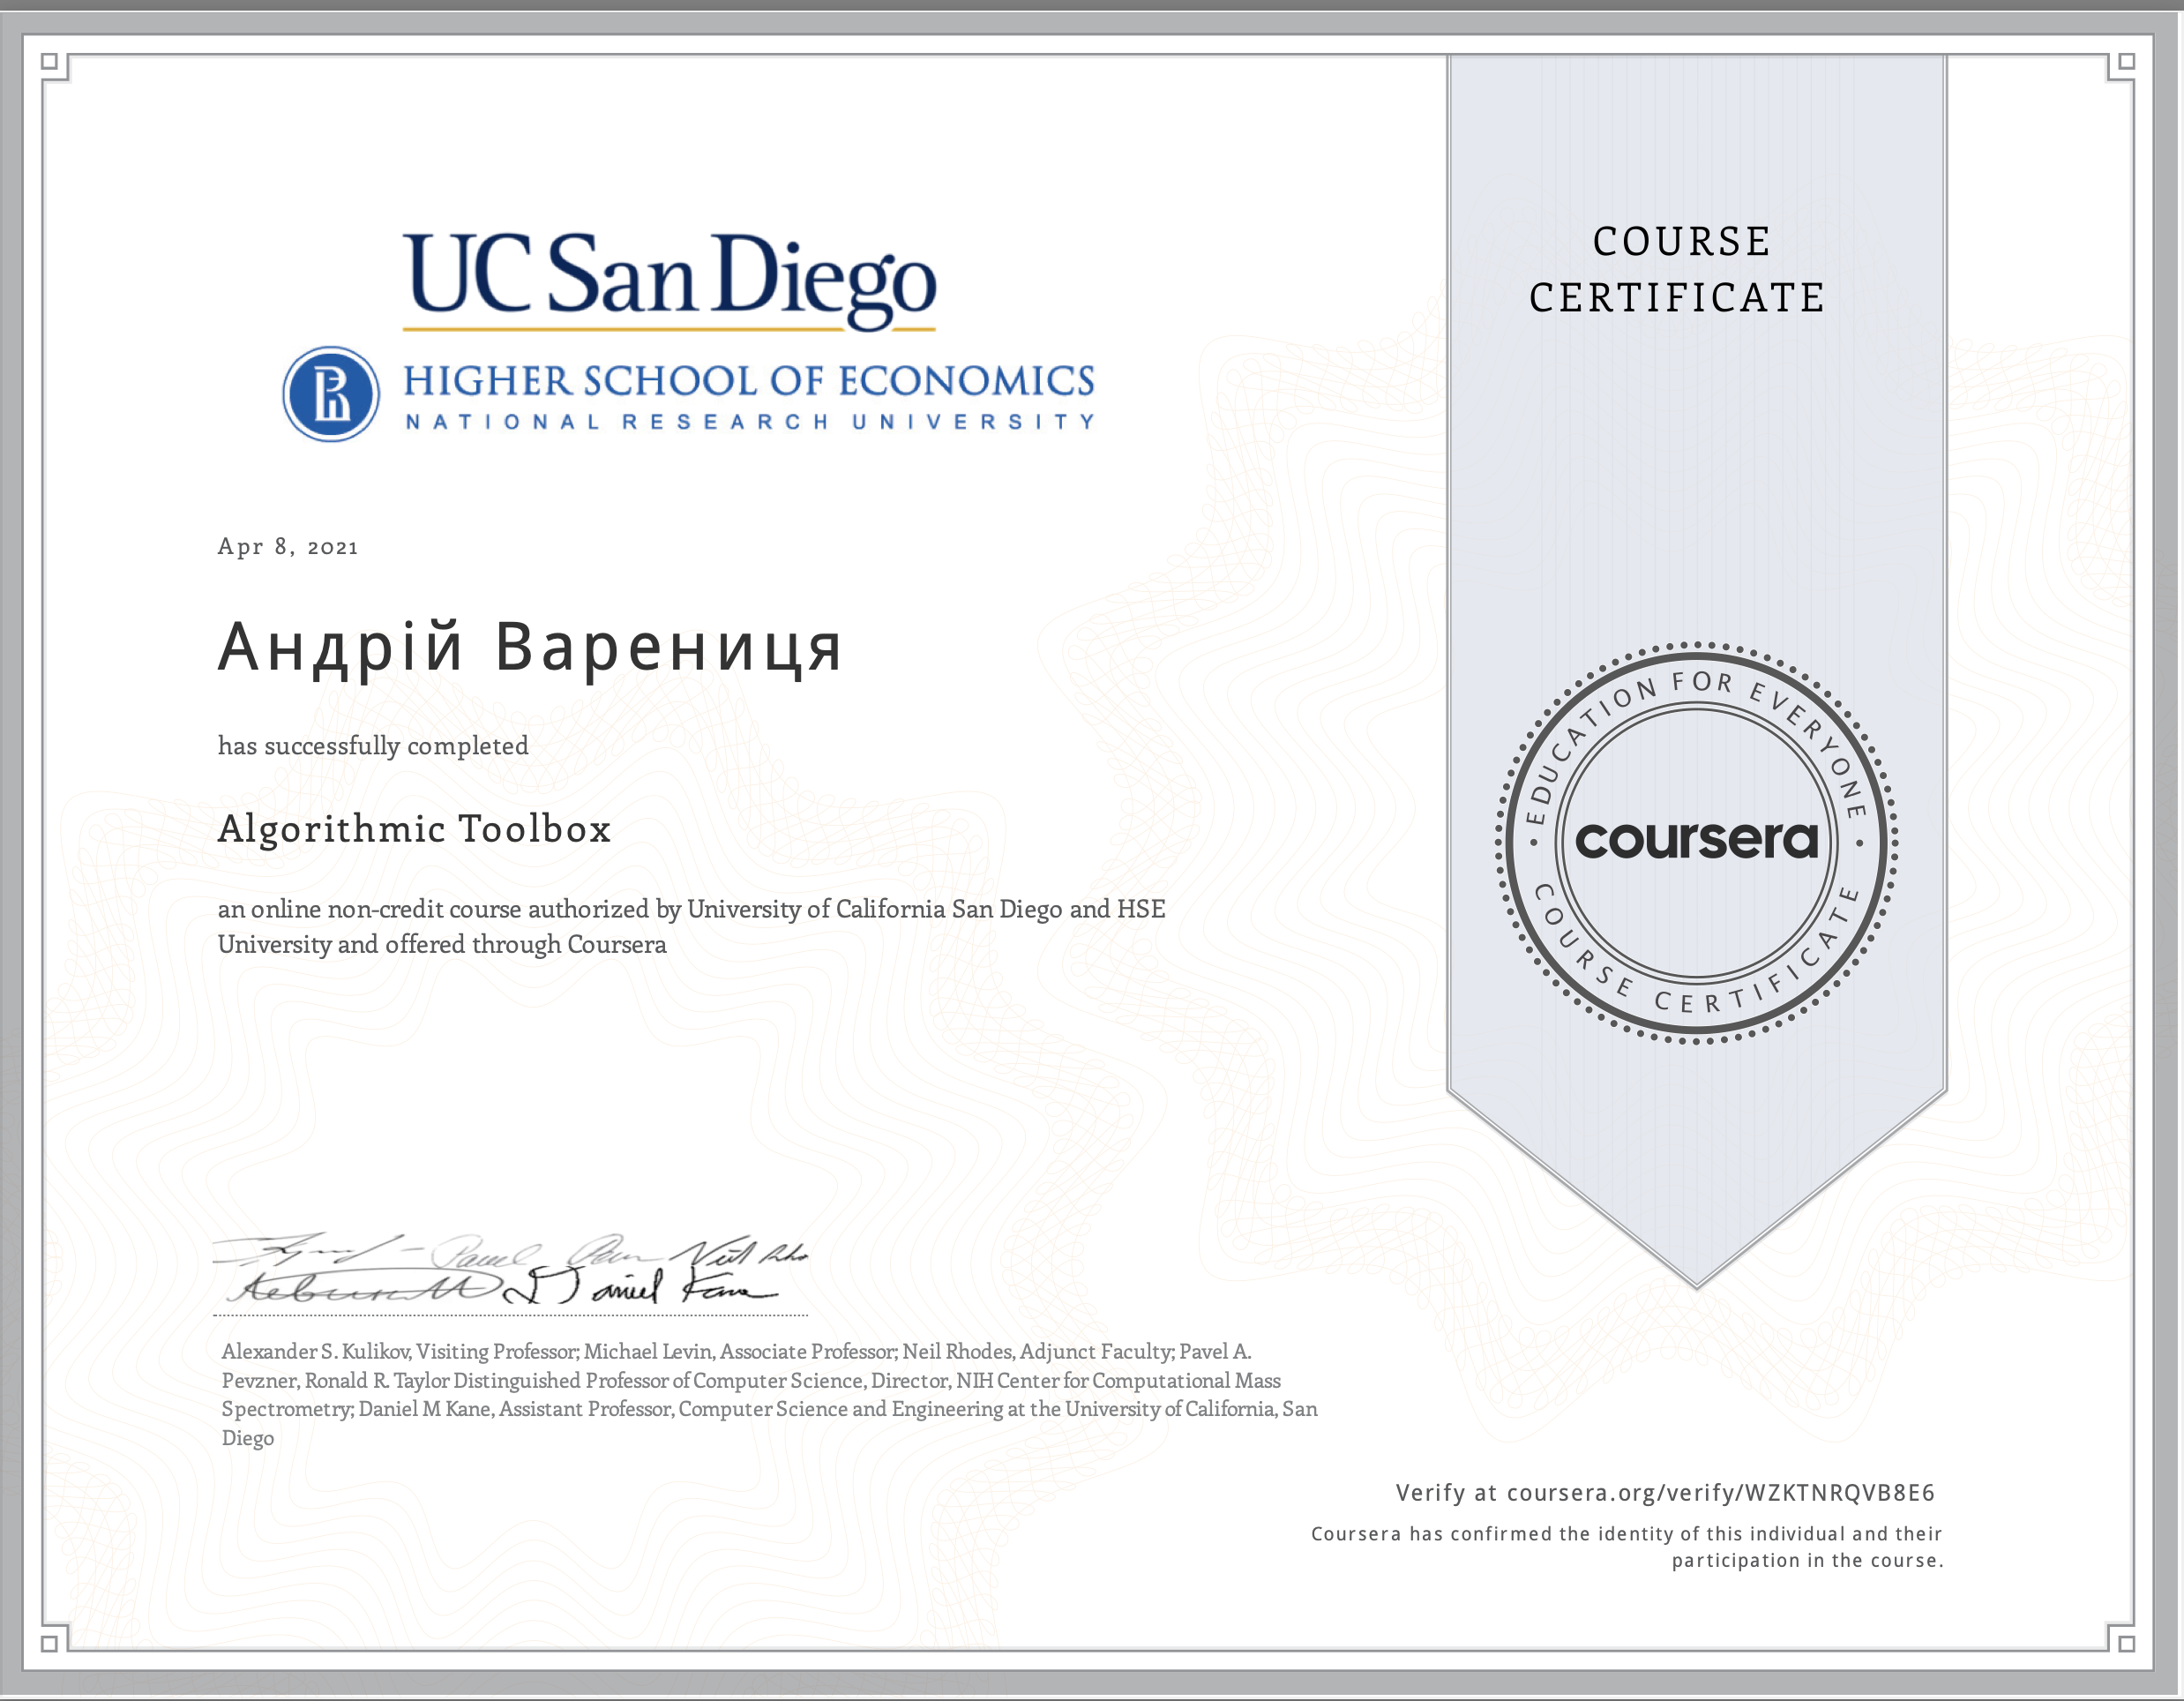 UC San Diego
HIGHER SCHOOL OF ECONOMICS
NATIONAL RESEARCH UNIVERSITY
COURSE
CERTIFICATE
Apr 8, 2021
Андрій Варениця
has successfully completed
Algorithmic Toolbox
an online non-credit course authorized by University of California San Diego and HSE
University and offered through Coursera
EDUCATION FOR EVERYONE
coursera
COURSE CERTIFICATE
Daniel Kane
Alexander S. Kulikov, Visiting Professor; Michael Levin, Associate Professor; Neil Rhodes, Adjunct Faculty; Pavel A.
Pevzner, Ronald R. Taylor Distinguished Professor of Computer Science, Director, NIH Center for Computational Mass
Spectrometry; Daniel M Kane, Assistant Professor, Computer Science and Engineering at the University of California, San
Diego
Verify at coursera.org/verify/WZKTNRQVB8E6
Coursera has confirmed the identity of this individual and their
participation in the course.